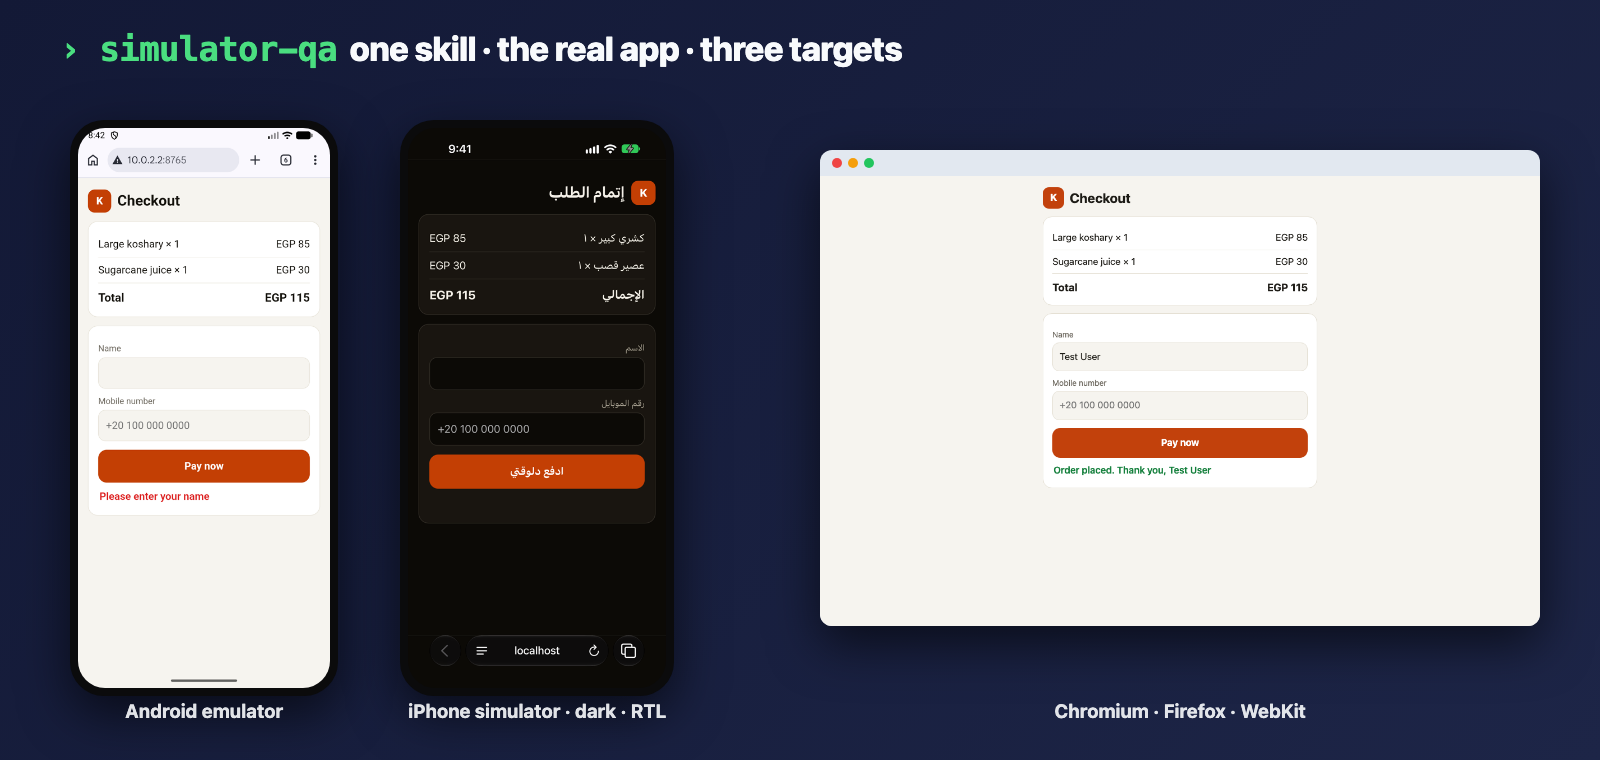 › simulator-qa one skill · the real app · three targets
8:42
10.0.2.2:8765
6
K Checkout
Large koshary × 1 EGP 85
Sugarcane juice × 1 EGP 30
Total EGP 115
Name
Mobile number
+20 100 000 0000
Pay now
Please enter your name
Android emulator
9:41
K إتمام الطلب
كشري كبير × ١ EGP 85
عصير قصب × ١ EGP 30
الإجمالي EGP 115
الاسم
رقم الموبايل
+20 100 000 0000
ادفع دلوقتي
localhost
iPhone simulator · dark · RTL
K Checkout
Large koshary × 1 EGP 85
Sugarcane juice × 1 EGP 30
Total EGP 115
Name
Test User
Mobile number
+20 100 000 0000
Pay now
Order placed. Thank you, Test User
Chromium · Firefox · WebKit